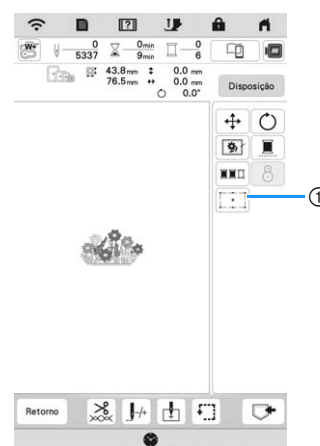 W+ 0 0min 0
5337 9min 6
43.8mm 0.0 mm
76.5mm 0.0 mm
0.0°
Disposição
①
Retorno